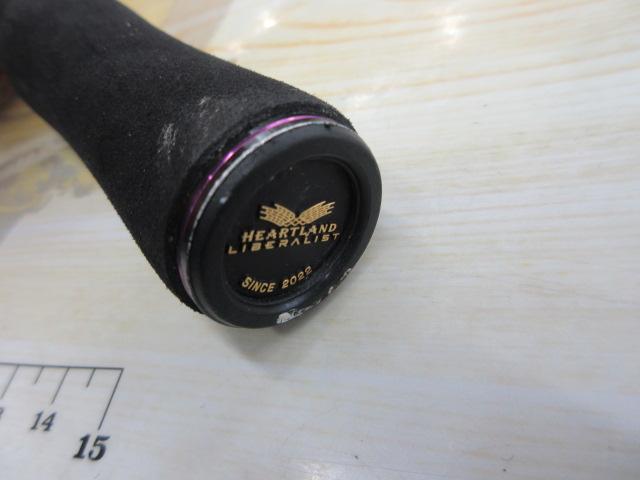 HEARTLAND
LIBERALIST
SINCE 2022
14
15